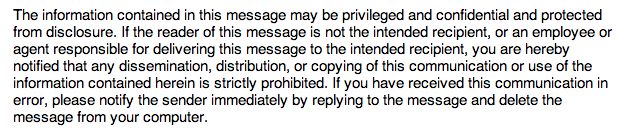 The information contained in this message may be privileged and confidential and protected
from disclosure. If the reader of this message is not the intended recipient, or an employee or
agent responsible for delivering this message to the intended recipient, you are hereby
notified that any dissemination, distribution, or copying of this communication or use of the
information contained herein is strictly prohibited. If you have received this communication in
error, please notify the sender immediately by replying to the message and delete the
message from your computer.